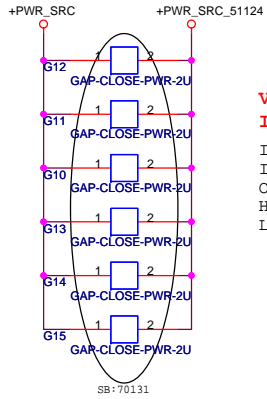 +PWR_SRC +PWR_SRC_51124
1 2
G12
GAP-CLOSE-PWR-2U
1 2
G11
GAP-CLOSE-PWR-2U
1 2
G10
GAP-CLOSE-PWR-2U
1 2
G13
GAP-CLOSE-PWR-2U
1 2
G14
GAP-CLOSE-PWR-2U
1 2
G15
GAP-CLOSE-PWR-2U
SB:70131